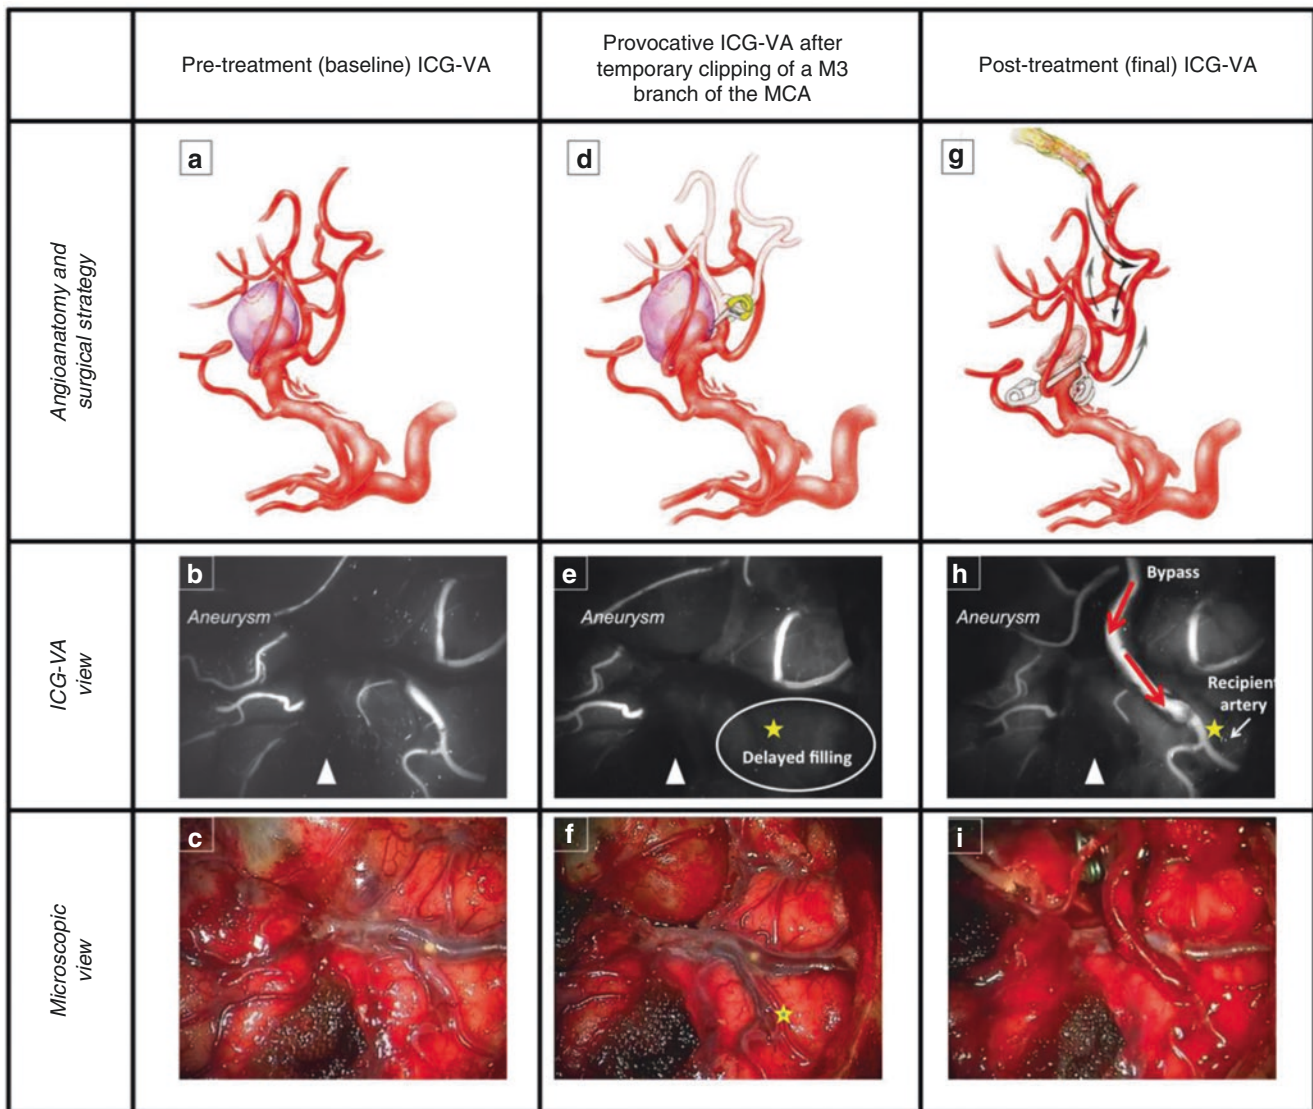 Pre-treatment (baseline) ICG-VA
Provocative ICG-VA after
temporary clipping of a M3
branch of the MCA
Post-treatment (final) ICG-VA
Angioanatomy and
surgical strategy
a
d
g
ICG-VA
view
b
Aneurysm
e
Aneurysm
Delayed filling
h
Bypass
Aneurysm
Recipient
artery
Microscopic
view
c
f
i